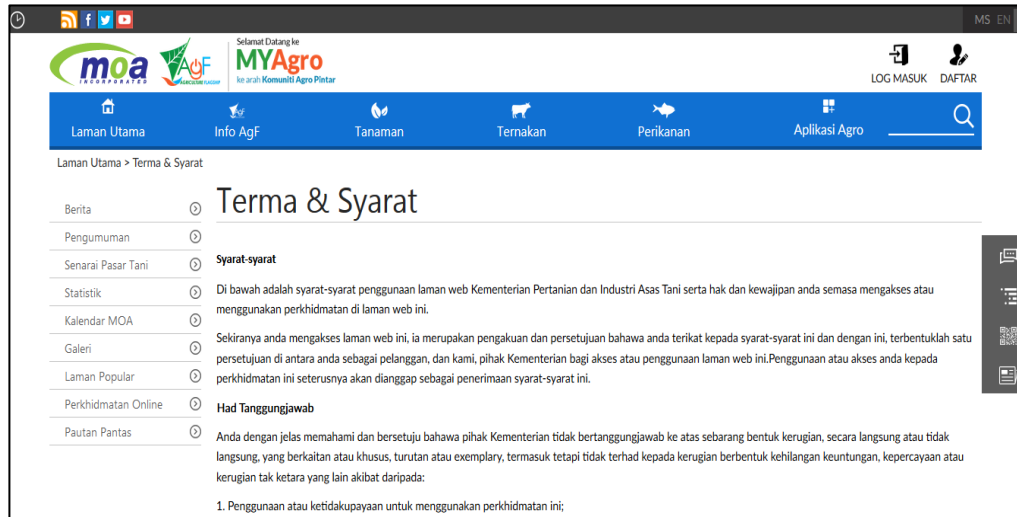 MS EN
moa
INCORPORATED
AgF
Selamat Datang ke
MYAgro
ke arah Komuniti Agro Pintar
LOG MASUK DAFTAR
Laman Utama Info AgF Tanaman Ternakan Perikanan Aplikasi Agro
Laman Utama > Terma & Syarat
Terma & Syarat
Berita
Pengumuman
Senarai Pasar Tani
Statistik
Kalendar MOA
Galeri
Laman Popular
Perkhidmatan Online
Pautan Pantas
Syarat-syarat
Di bawah adalah syarat-syarat penggunaan laman web Kementerian Pertanian dan Industri Asas Tani serta hak dan kewajipan anda semasa mengakses atau
menggunakan perkhidmatan di laman web ini.
Sekiranya anda mengakses laman web ini, ia merupakan pengakuan dan persetujuan bahawa anda terikat kepada syarat-syarat ini dan dengan ini, terbentuklah satu
persetujuan di antara anda sebagai pelanggan, dan kami, pihak Kementerian bagi akses atau penggunaan laman web ini.Penggunaan atau akses anda kepada
perkhidmatan ini seterusnya akan dianggap sebagai penerimaan syarat-syarat ini.
Had Tanggungjawab
Anda dengan jelas memahami dan bersetuju bahawa pihak Kementerian tidak bertanggungjawab ke atas sebarang bentuk kerugian, secara langsung atau tidak
langsung, yang berkaitan atau khusus, turutan atau exemplary, termasuk tetapi tidak terhad kepada kerugian berbentuk kehilangan keuntungan, kepercayaan atau
kerugian tak ketara yang lain akibat daripada:
1. Penggunaan atau ketidakupayaan untuk menggunakan perkhidmatan ini;